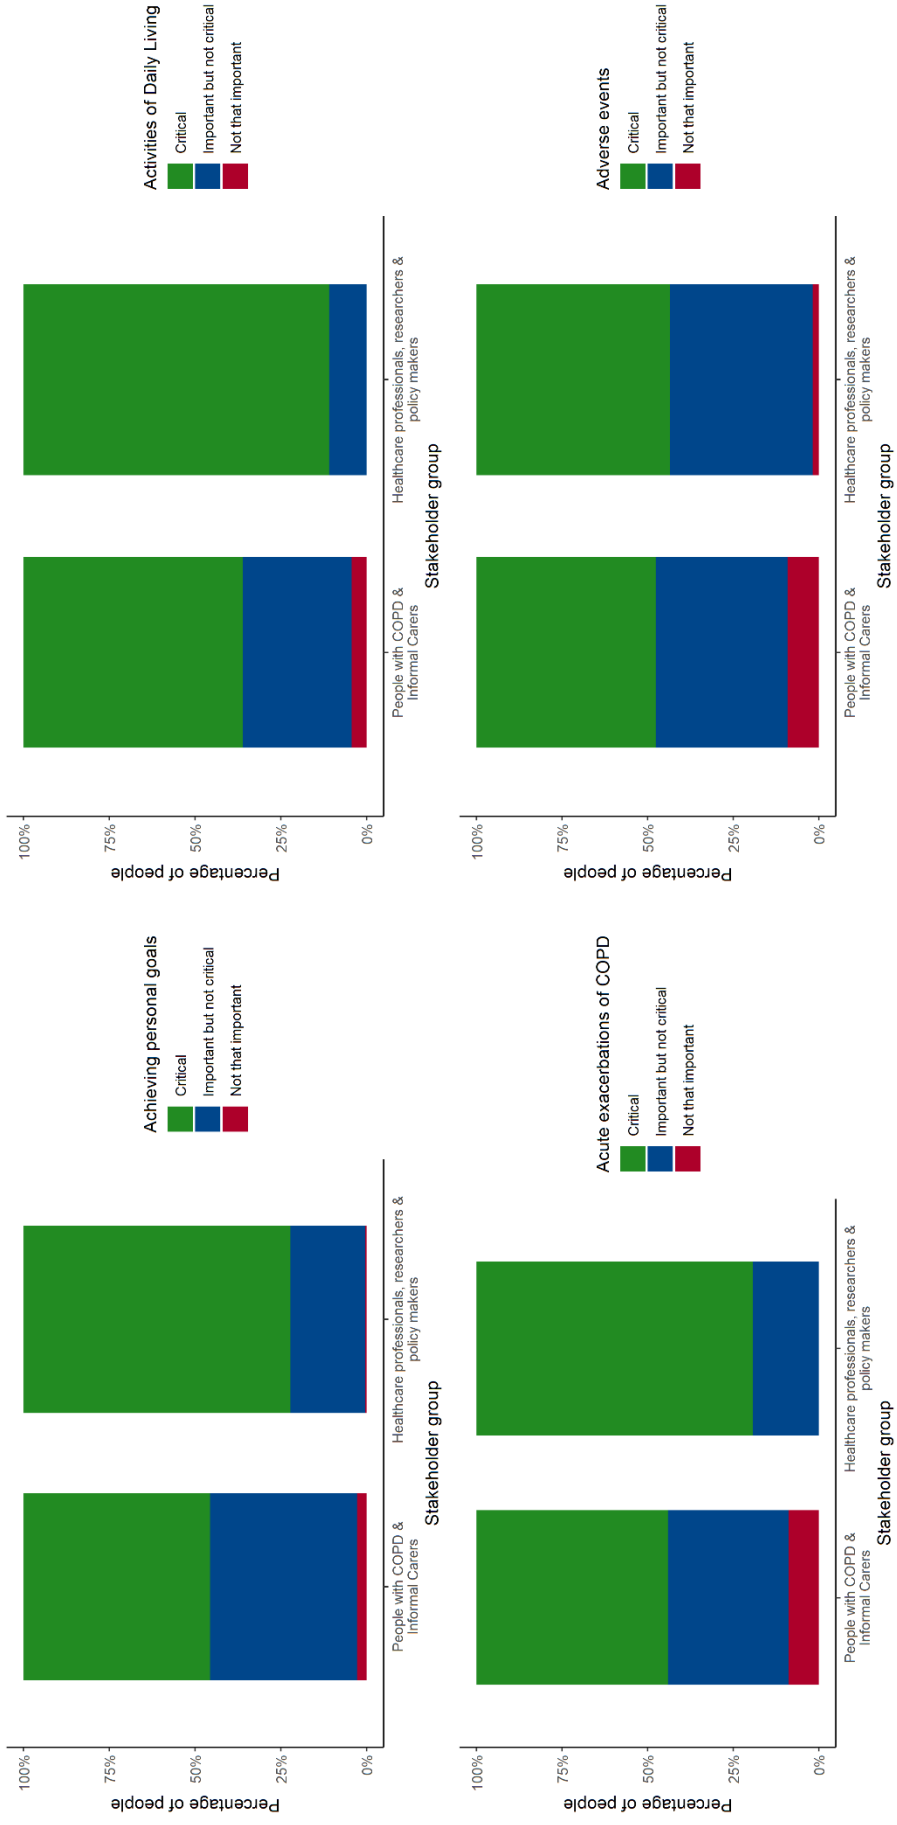 Percentage of people
100%
75%
50%
25%
0%
People with COPD &
Informal Carers
Healthcare professionals, researchers &
policy makers
Stakeholder group
Achieving personal goals
Critical
Important but not critical
Not that important
Percentage of people
100%
75%
50%
25%
0%
People with COPD &
Informal Carers
Healthcare professionals, researchers &
policy makers
Stakeholder group
Activities of Daily Living
Critical
Important but not critical
Not that important
Percentage of people
100%
75%
50%
25%
0%
People with COPD &
Informal Carers
Healthcare professionals, researchers &
policy makers
Stakeholder group
Acute exacerbations of COPD
Critical
Important but not critical
Not that important
Percentage of people
100%
75%
50%
25%
0%
People with COPD &
Informal Carers
Healthcare professionals, researchers &
policy makers
Stakeholder group
Adverse events
Critical
Important but not critical
Not that important